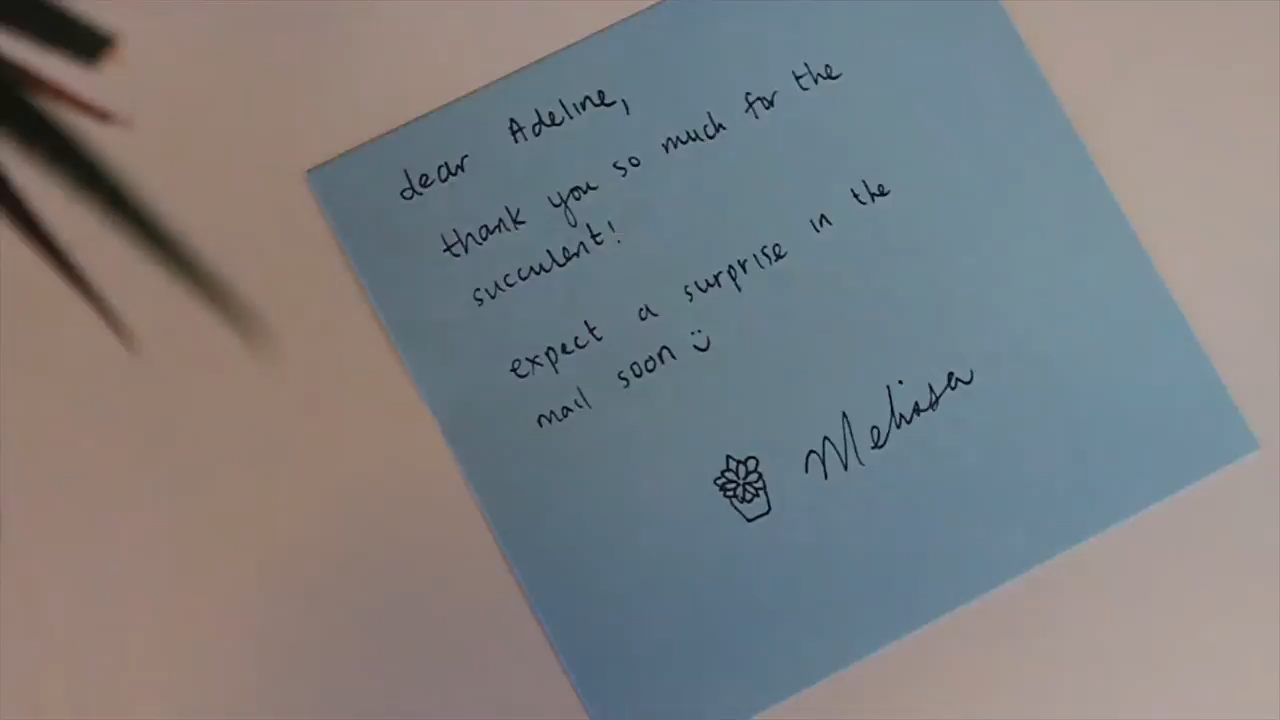 dear Adeline,
thank you so much for the
succulent!
expect a surprise in the
mail soon
Melissa